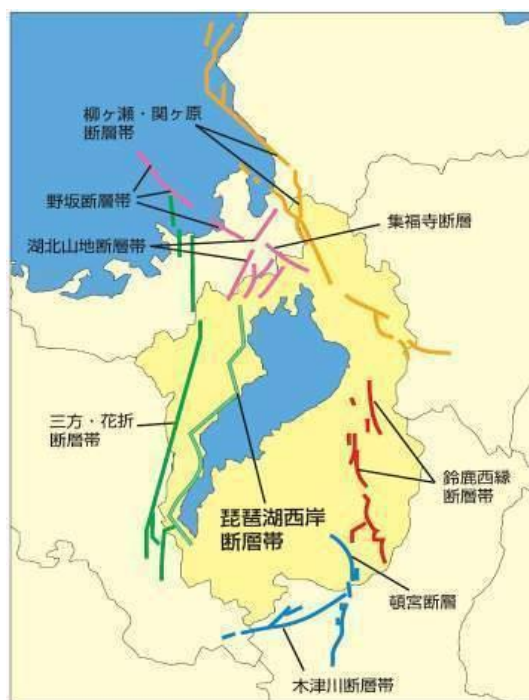 柳ヶ瀬・関ヶ原
断層帯
野坂断層帯
集福寺断層
湖北山地断層帯
三方・花折
断層帯
鈴鹿西縁
断層帯
琵琶湖西岸
断層帯
頓宮断層
木津川断層帯